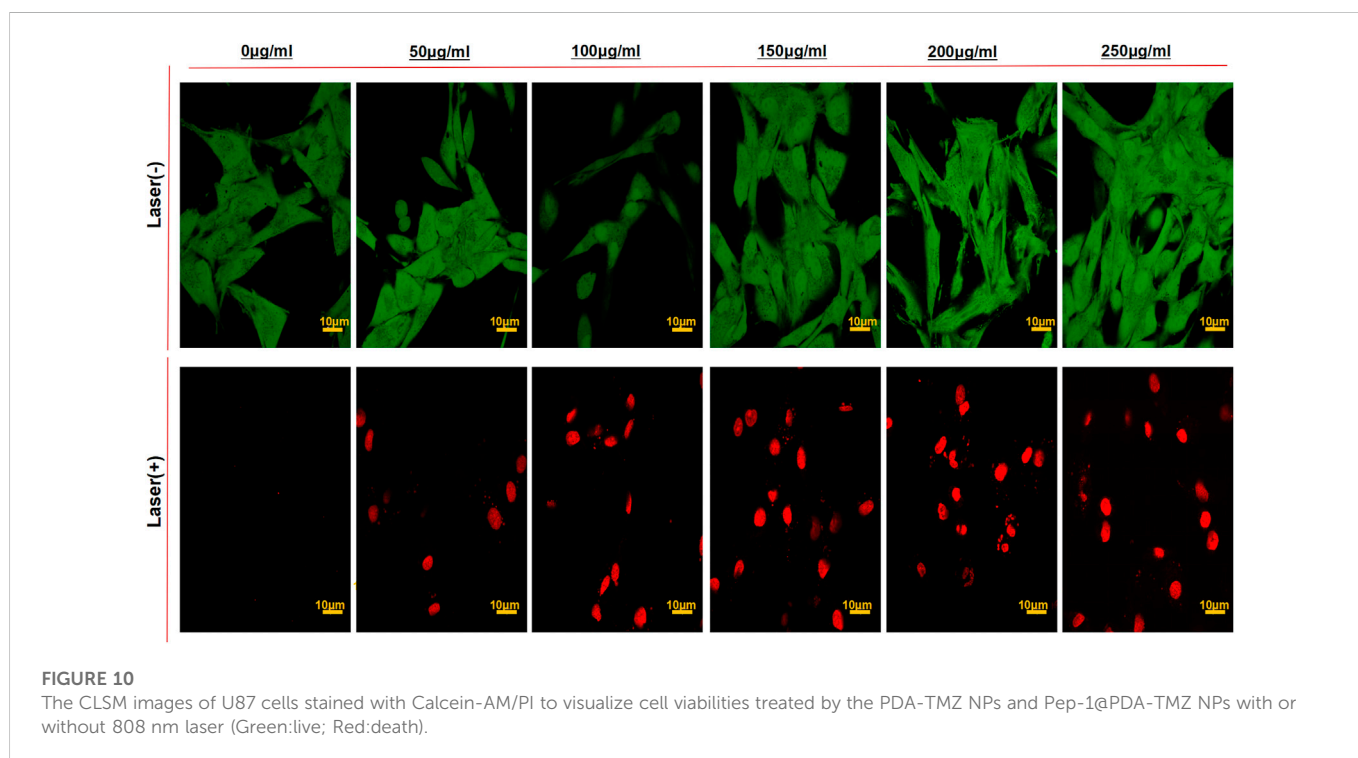 0µg/ml 50µg/ml 100µg/ml 150µg/ml 200µg/ml 250µg/ml
Laser(-)
10µm 10µm 10µm 10µm 10µm 10µm
Laser(+)
10µm 10µm 10µm 10µm 10µm 10µm
FIGURE 10
The CLSM images of U87 cells stained with Calcein-AM/PI to visualize cell viabilities treated by the PDA-TMZ NPs and Pep-1@PDA-TMZ NPs with or
without 808 nm laser (Green:live; Red:death).